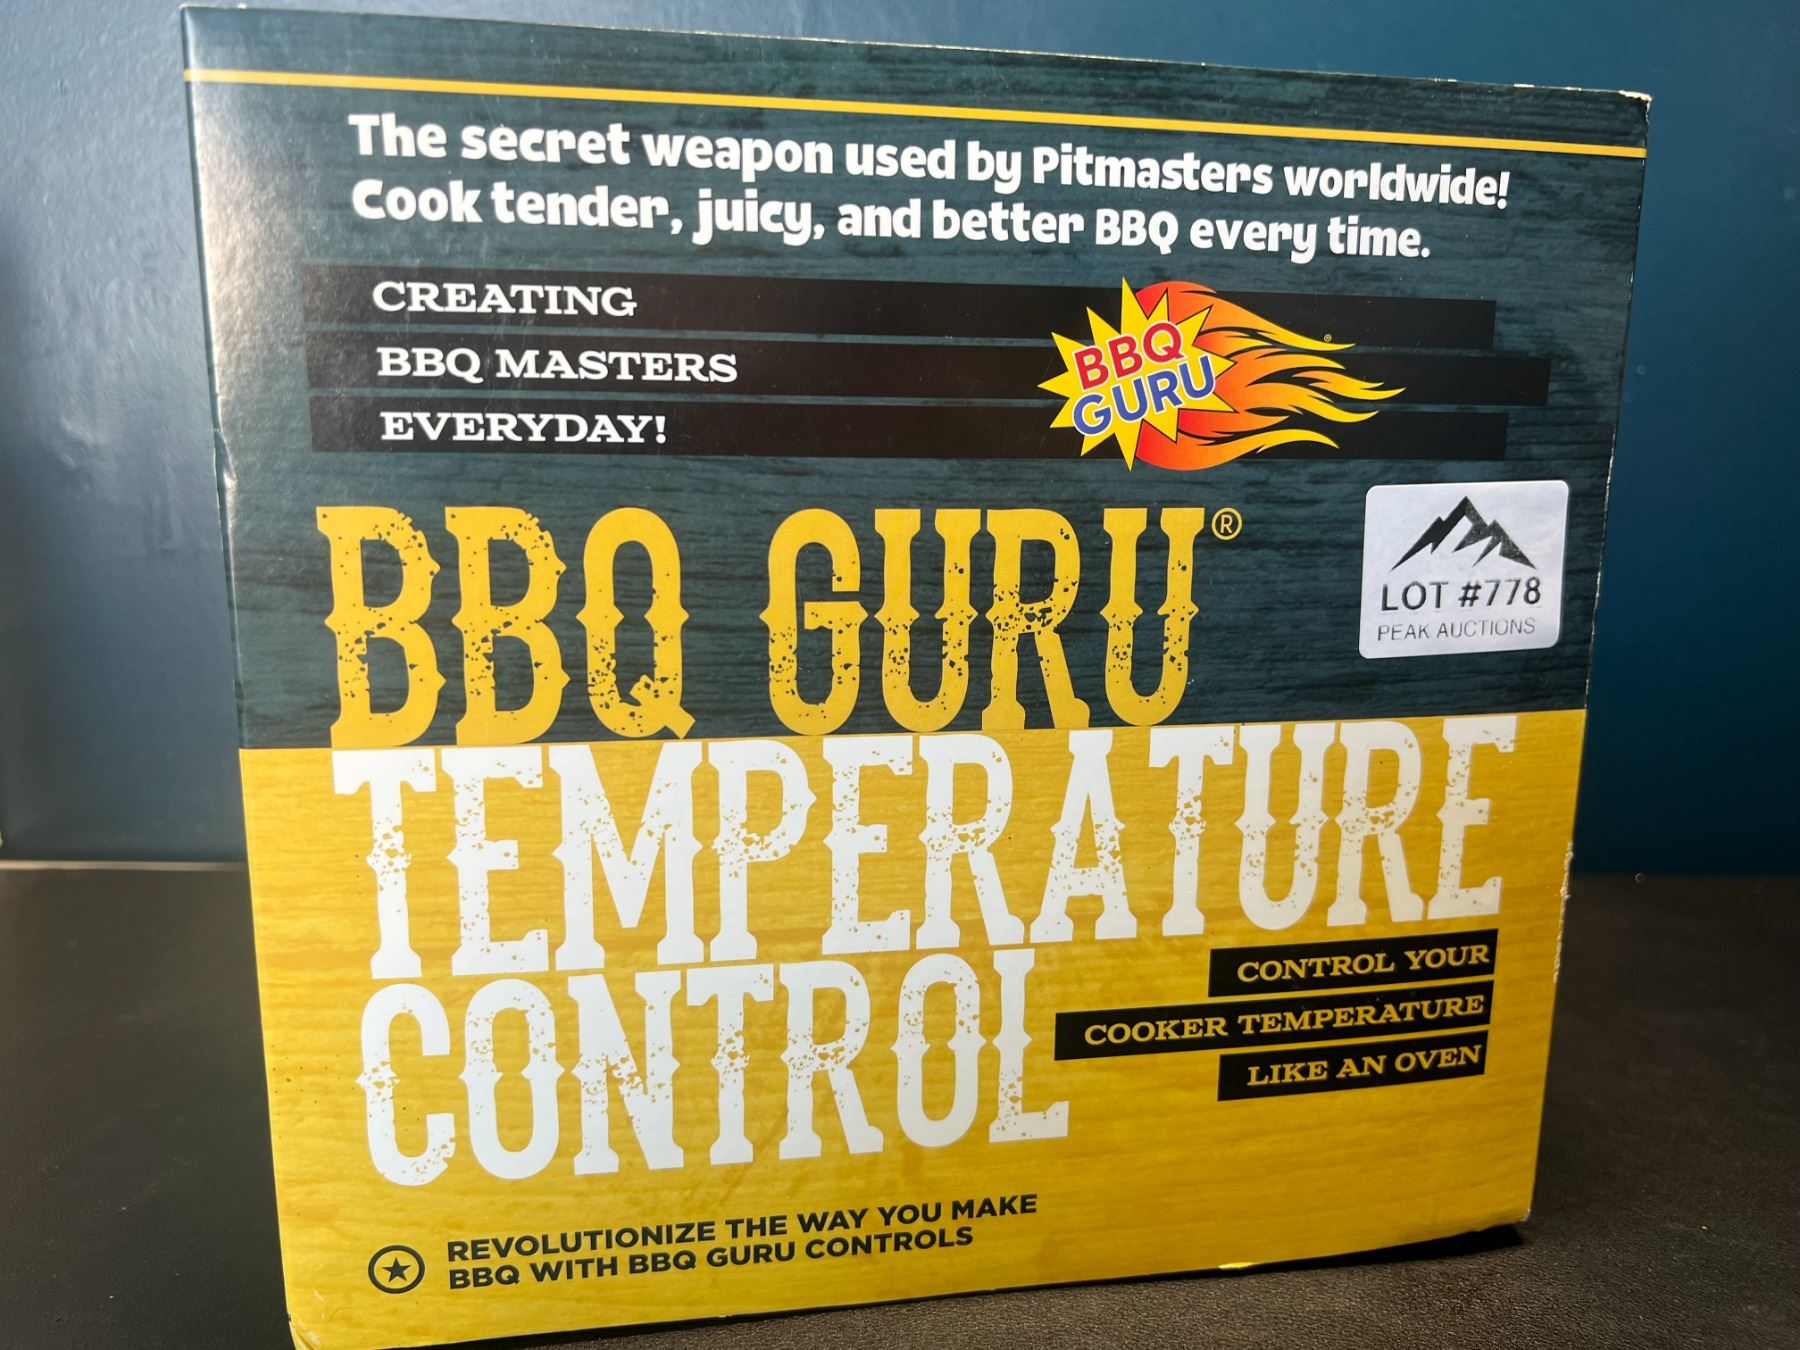 The secret weapon used by Pitmasters worldwide!
Cook tender, juicy, and better BBQ every time.
CREATING
BBQ MASTERS
EVERYDAY!
BBQ
GURU
®
BBQ GURU®
LOT #778
PEAK AUCTIONS
TEMPERATURE
CONTROL
CONTROL YOUR
COOKER TEMPERATURE
LIKE AN OVEN
REVOLUTIONIZE THE WAY YOU MAKE
BBQ WITH BBQ GURU CONTROLS